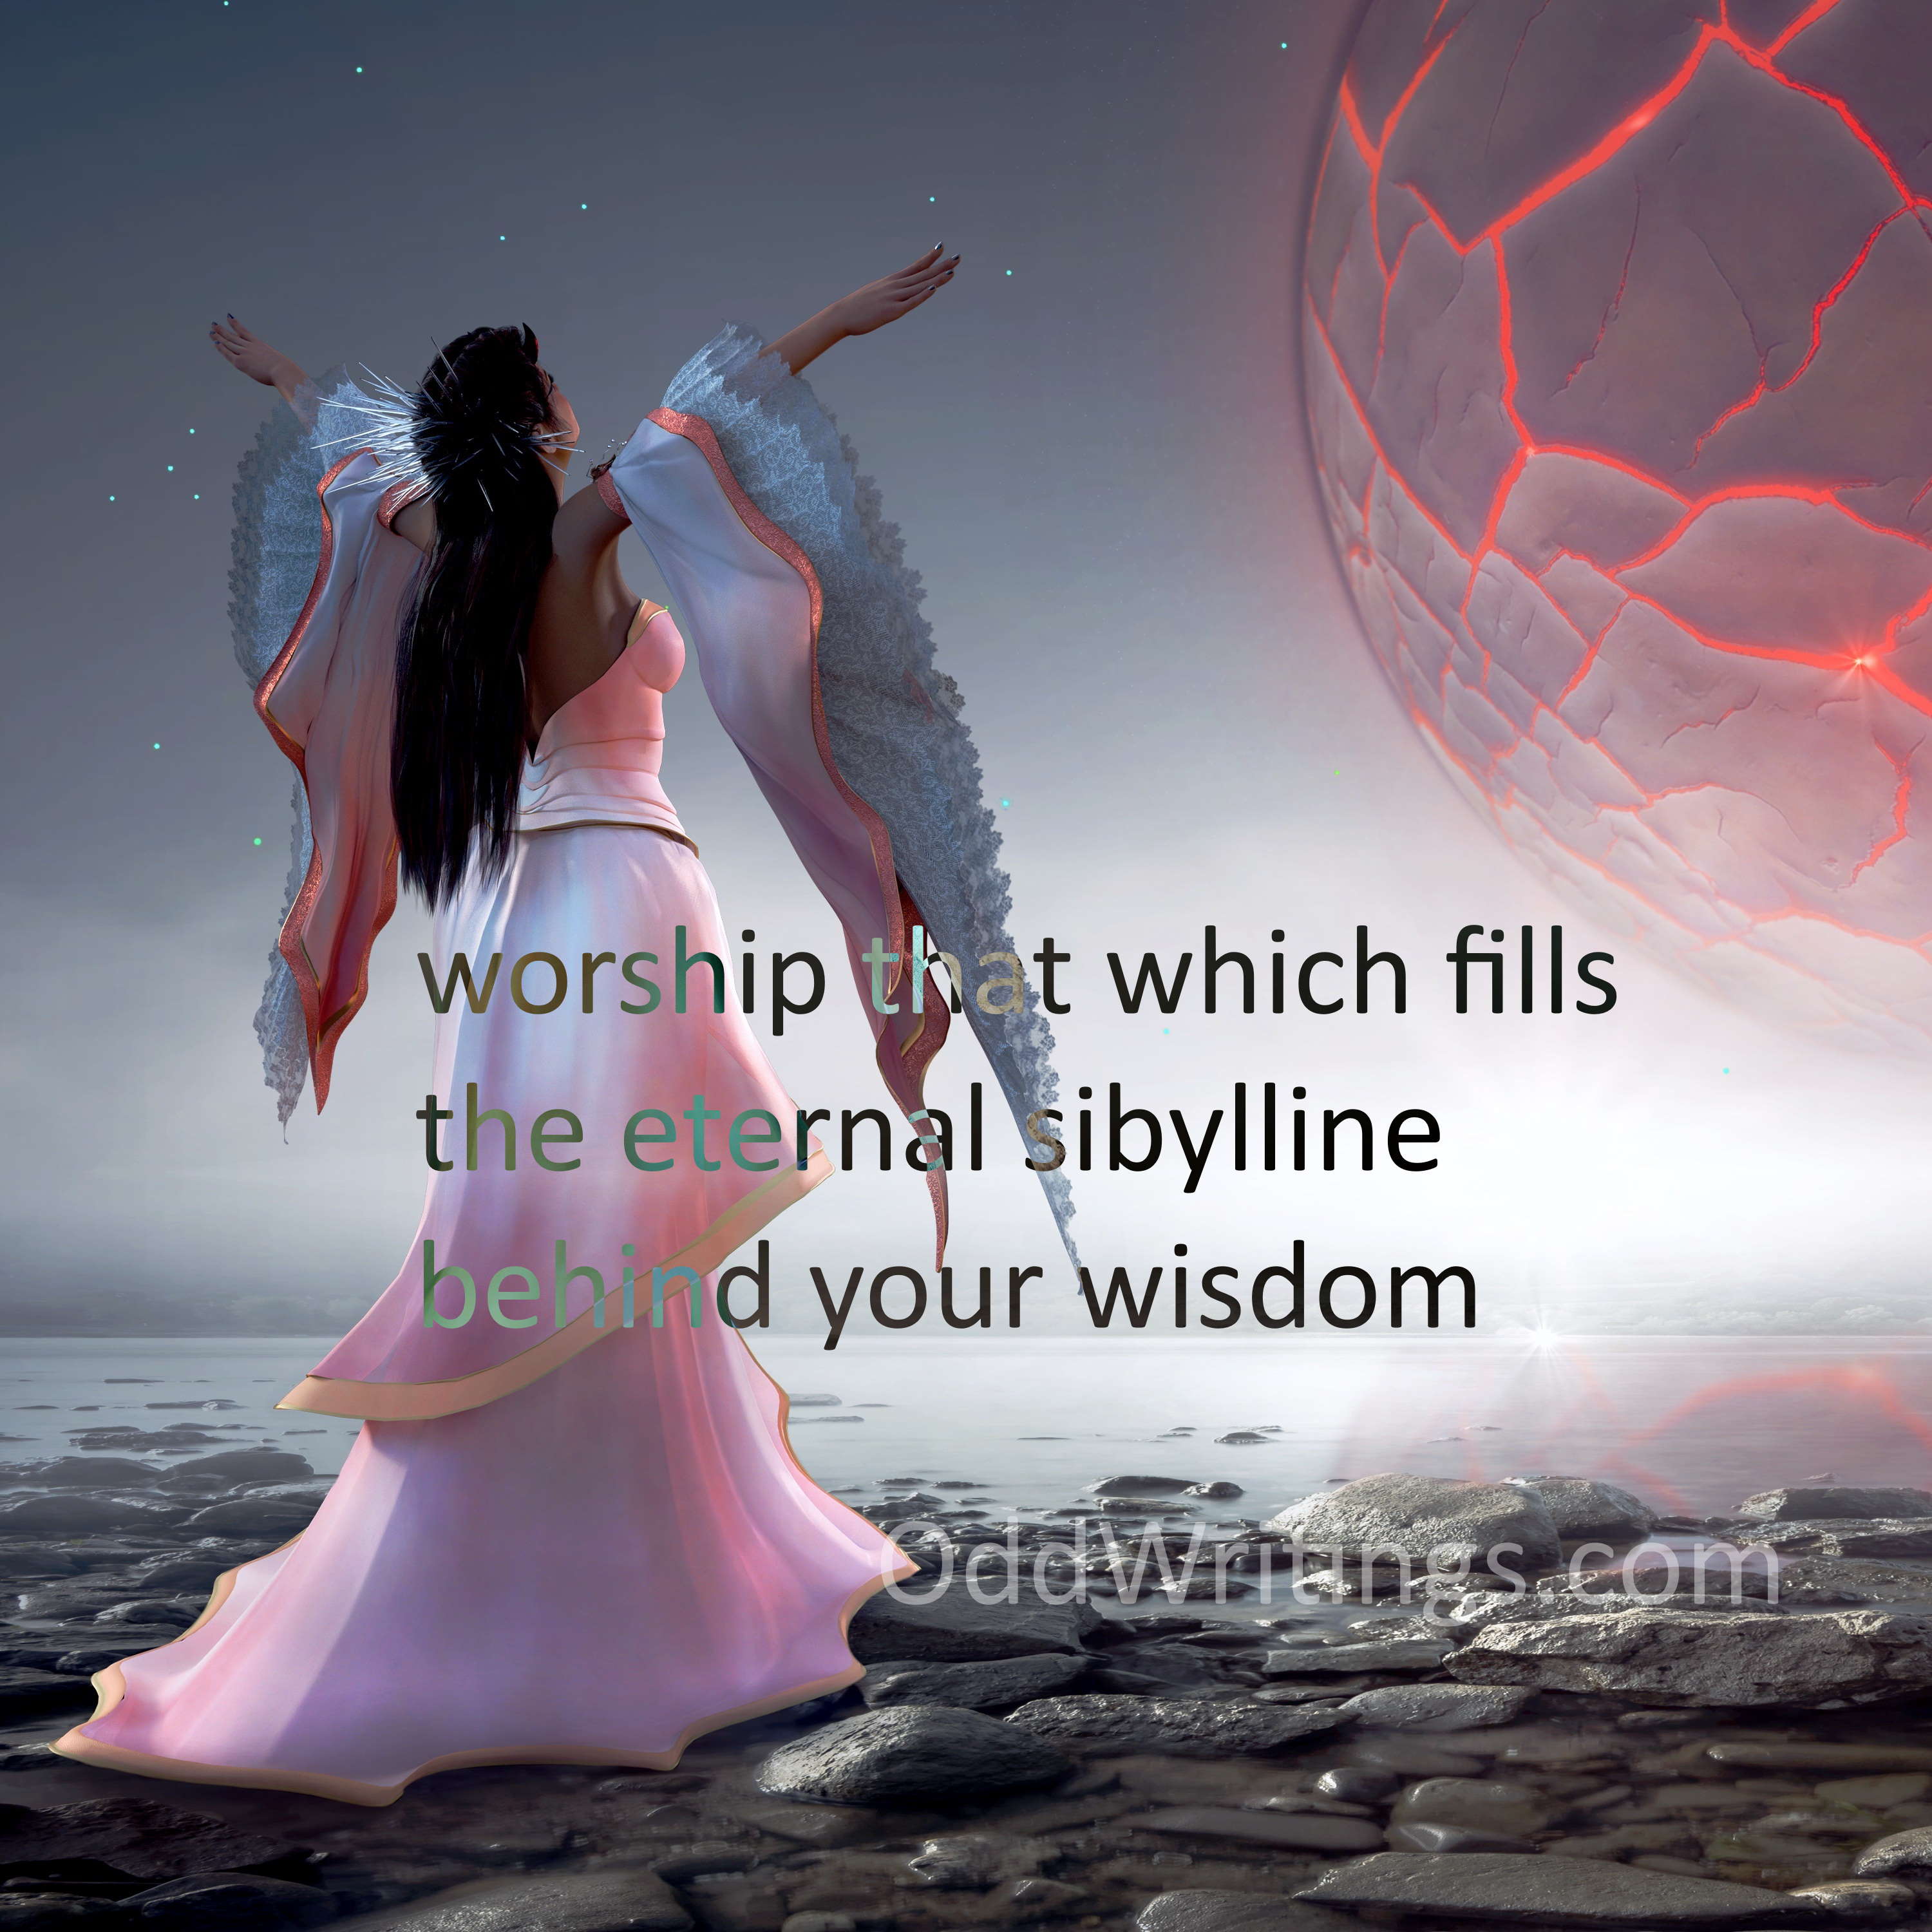 worship that which fills
the eternal sibylline
behind your wisdom
OddWritings.com